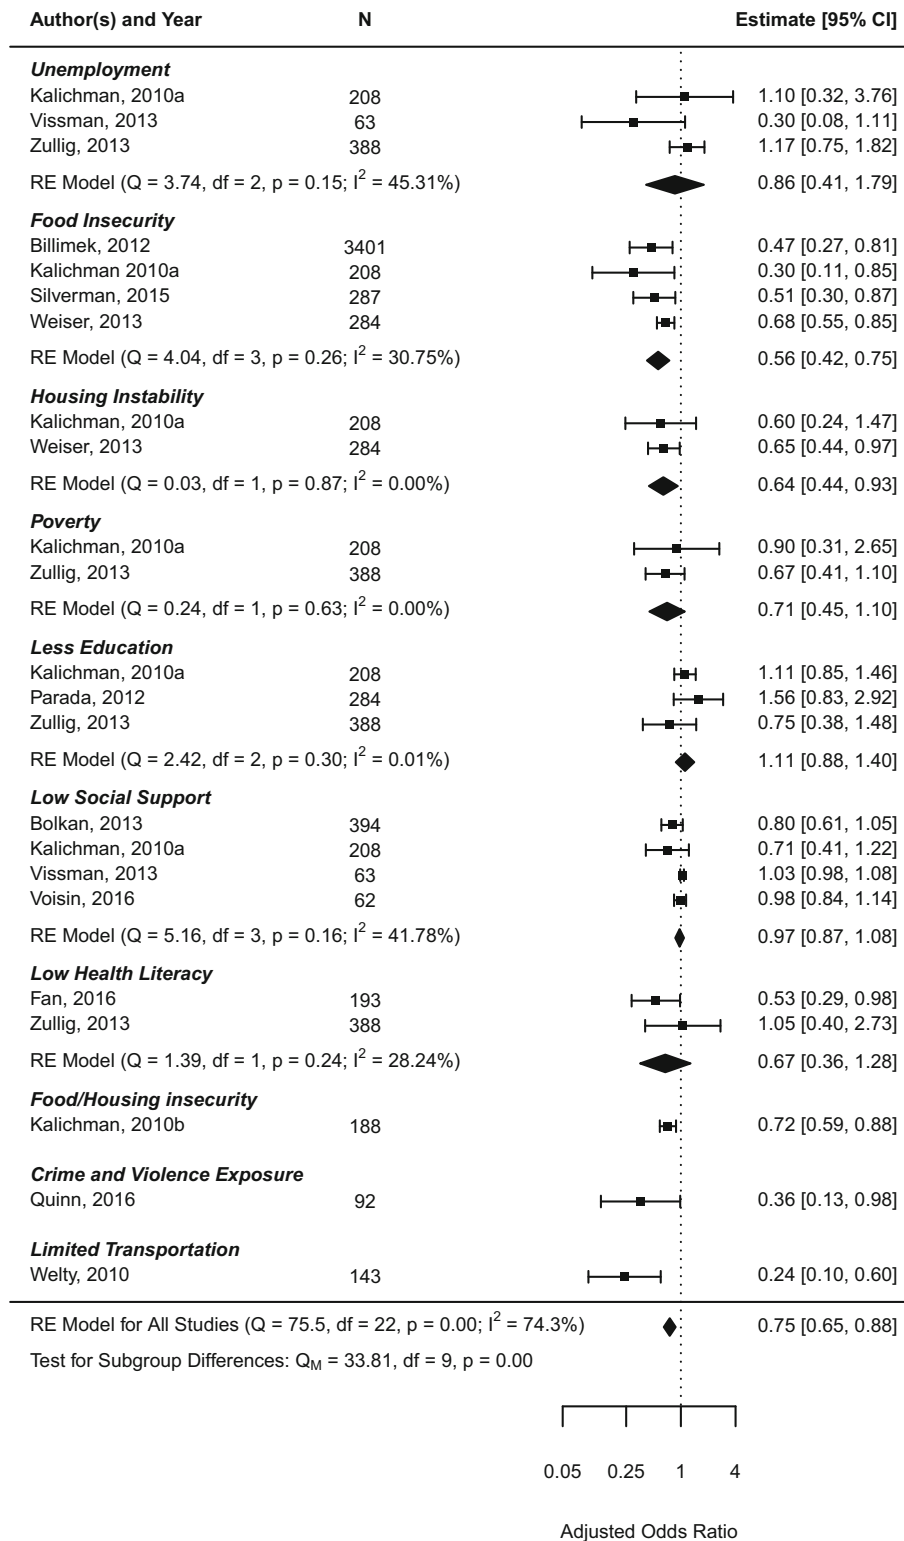 Author(s) and Year N Estimate [95% CI]
Unemployment
Kalichman, 2010a 208 1.10 [0.32, 3.76]
Vissman, 2013 63 0.30 [0.08, 1.11]
Zullig, 2013 388 1.17 [0.75, 1.82]
RE Model (Q = 3.74, df = 2, p = 0.15; I² = 45.31%) 0.86 [0.41, 1.79]
Food Insecurity
Billimek, 2012 3401 0.47 [0.27, 0.81]
Kalichman 2010a 208 0.30 [0.11, 0.85]
Silverman, 2015 287 0.51 [0.30, 0.87]
Weiser, 2013 284 0.68 [0.55, 0.85]
RE Model (Q = 4.04, df = 3, p = 0.26; I² = 30.75%) 0.56 [0.42, 0.75]
Housing Instability
Kalichman, 2010a 208 0.60 [0.24, 1.47]
Weiser, 2013 284 0.65 [0.44, 0.97]
RE Model (Q = 0.03, df = 1, p = 0.87; I² = 0.00%) 0.64 [0.44, 0.93]
Poverty
Kalichman, 2010a 208 0.90 [0.31, 2.65]
Zullig, 2013 388 0.67 [0.41, 1.10]
RE Model (Q = 0.24, df = 1, p = 0.63; I² = 0.00%) 0.71 [0.45, 1.10]
Less Education
Kalichman, 2010a 208 1.11 [0.85, 1.46]
Parada, 2012 284 1.56 [0.83, 2.92]
Zullig, 2013 388 0.75 [0.38, 1.48]
RE Model (Q = 2.42, df = 2, p = 0.30; I² = 0.01%) 1.11 [0.88, 1.40]
Low Social Support
Bolkan, 2013 394 0.80 [0.61, 1.05]
Kalichman, 2010a 208 0.71 [0.41, 1.22]
Vissman, 2013 63 1.03 [0.98, 1.08]
Voisin, 2016 62 0.98 [0.84, 1.14]
RE Model (Q = 5.16, df = 3, p = 0.16; I² = 41.78%) 0.97 [0.87, 1.08]
Low Health Literacy
Fan, 2016 193 0.53 [0.29, 0.98]
Zullig, 2013 388 1.05 [0.40, 2.73]
RE Model (Q = 1.39, df = 1, p = 0.24; I² = 28.24%) 0.67 [0.36, 1.28]
Food/Housing insecurity
Kalichman, 2010b 188 0.72 [0.59, 0.88]
Crime and Violence Exposure
Quinn, 2016 92 0.36 [0.13, 0.98]
Limited Transportation
Welty, 2010 143 0.24 [0.10, 0.60]
RE Model for All Studies (Q = 75.5, df = 22, p = 0.00; I² = 74.3%) 0.75 [0.65, 0.88]
Test for Subgroup Differences: Q_M = 33.81, df = 9, p = 0.00
0.05 0.25 1 4
Adjusted Odds Ratio